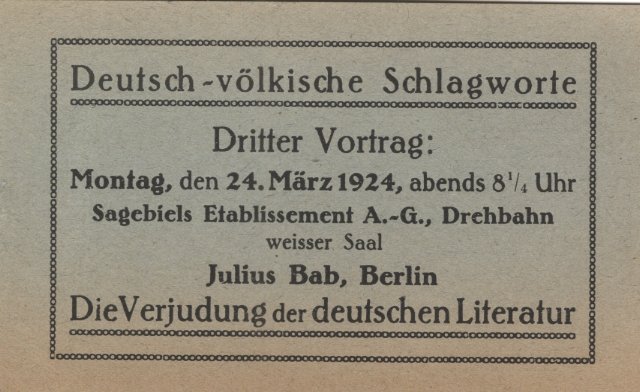 Deutsch-völkische Schlagworte
Dritter Vortrag:
Montag, den 24. März 1924, abends 8¼ Uhr
Sagebiels Etablissement A.-G., Drehbahn
weisser Saal
Julius Bab, Berlin
Die Verjudung der deutschen Literatur